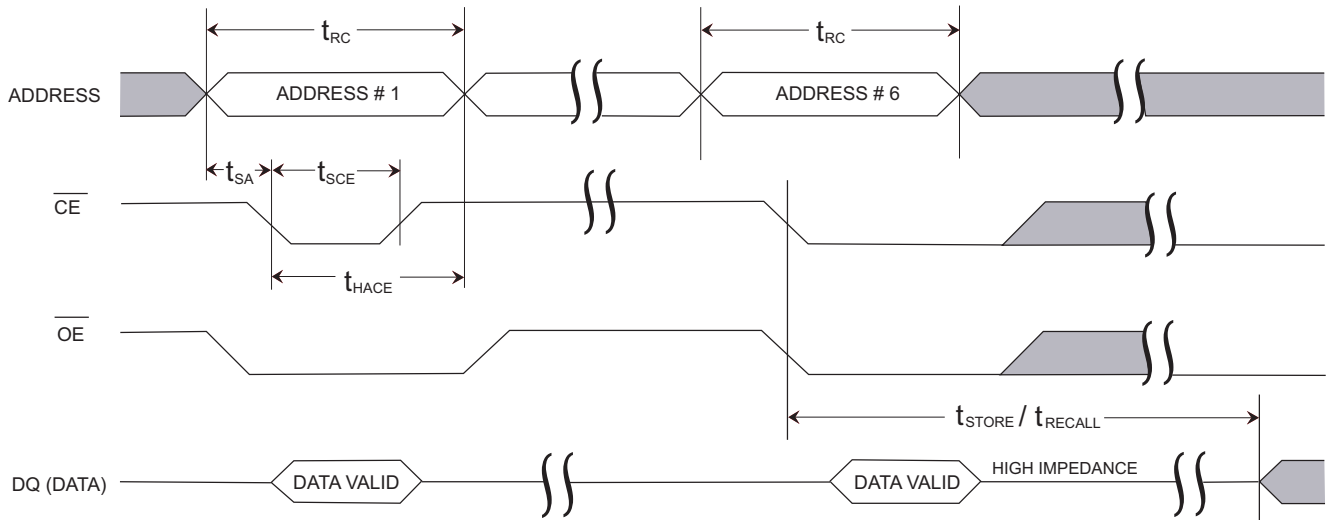 tRC
tRC
ADDRESS
ADDRESS # 1
ADDRESS # 6
tSA
tSCE
CE
tHACE
OE
tSTORE / tRECALL
DQ (DATA)
DATA VALID
DATA VALID
HIGH IMPEDANCE